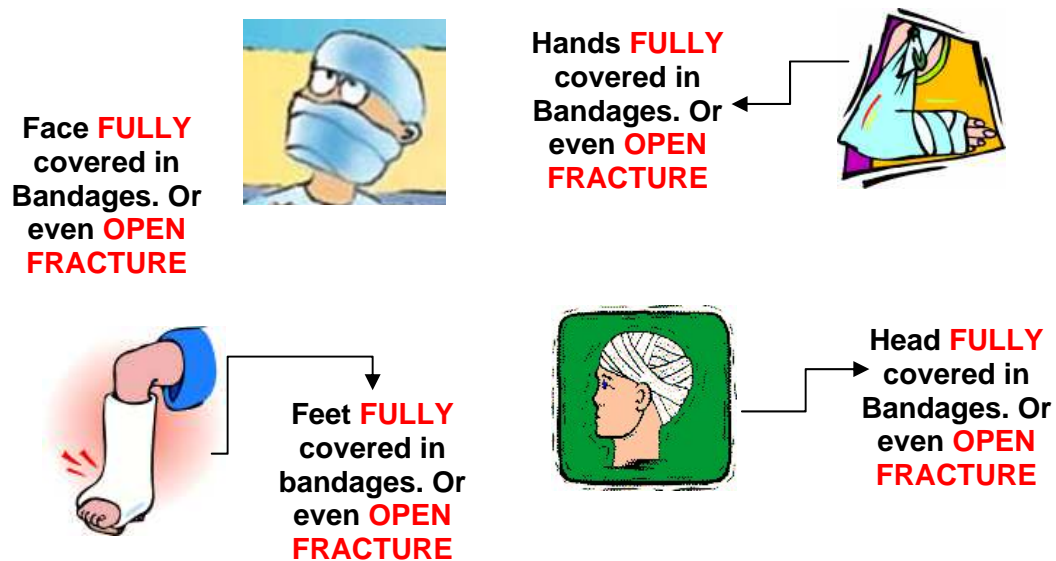 Face FULLY
covered in
Bandages. Or
even OPEN
FRACTURE
Hands FULLY
covered in
Bandages. Or
even OPEN
FRACTURE
Feet FULLY
covered in
bandages. Or
even OPEN
FRACTURE
Head FULLY
covered in
Bandages. Or
even OPEN
FRACTURE